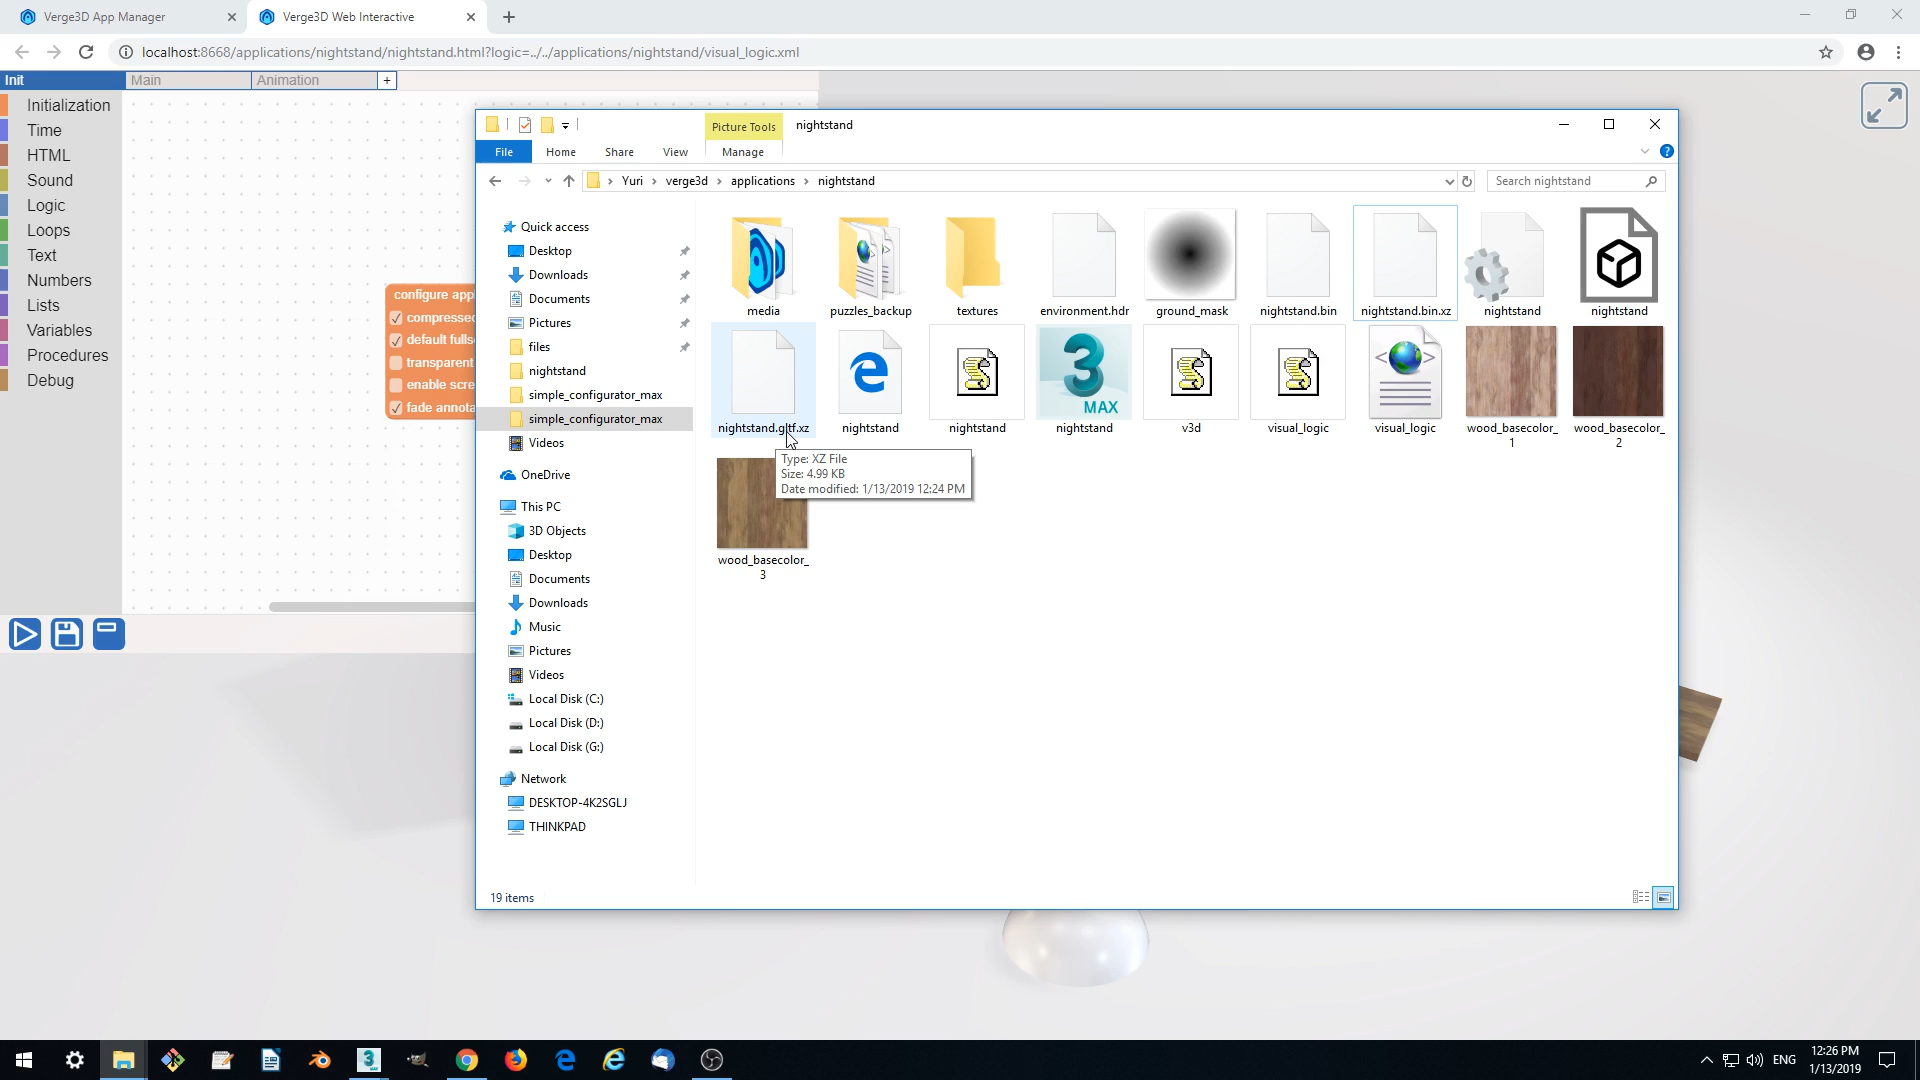 Verge3D App Manager
Verge3D Web Interactive
localhost:8668/applications/nightstand/nightstand.html?logic=../../applications/nightstand/visual_logic.xml
Init
Main
Animation
+
Initialization
Time
HTML
Sound
Logic
Loops
Text
Numbers
Lists
Variables
Procedures
Debug
configure app
compressed
default fulls
transparent
enable scre
fade annota
Picture Tools
nightstand
File
Home
Share
View
Manage
Yuri
verge3d
applications
nightstand
Search nightstand
Quick access
Desktop
Downloads
Documents
Pictures
files
nightstand
simple_configurator_max
simple_configurator_max
Videos
OneDrive
This PC
3D Objects
Desktop
Documents
Downloads
Music
Pictures
Videos
Local Disk (C:)
Local Disk (D:)
Local Disk (G:)
Network
DESKTOP-4K2SGLJ
THINKPAD
media
puzzles_backup
textures
environment.hdr
ground_mask
nightstand.bin
nightstand.bin.xz
nightstand
nightstand
nightstand.gltf.xz
nightstand
nightstand
MAX
nightstand
v3d
visual_logic
visual_logic
wood_basecolor_
1
wood_basecolor_
2
wood_basecolor_
3
Type: XZ File
Size: 4.99 KB
Date modified: 1/13/2019 12:24 PM
19 items
ENG
12:26 PM
1/13/2019